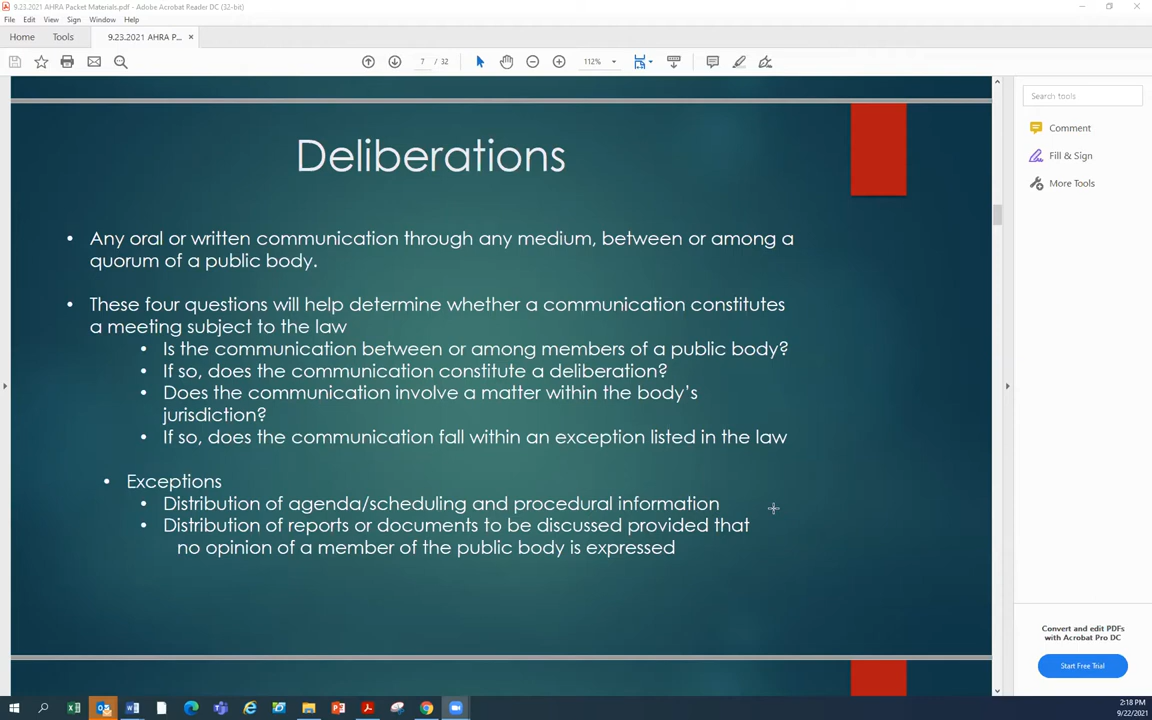 9.23.2021 AHRA Packet Materials.pdf - Adobe Acrobat Reader DC (32-bit)
File Edit View Sign Window Help
Home Tools 9.23.2021 AHRA P... ×
7 / 32 112%
Deliberations
• Any oral or written communication through any medium, between or among a
quorum of a public body.
• These four questions will help determine whether a communication constitutes
a meeting subject to the law
• Is the communication between or among members of a public body?
• If so, does the communication constitute a deliberation?
• Does the communication involve a matter within the body's
jurisdiction?
• If so, does the communication fall within an exception listed in the law
• Exceptions
• Distribution of agenda/scheduling and procedural information
• Distribution of reports or documents to be discussed provided that
no opinion of a member of the public body is expressed
Search tools
Comment
Fill & Sign
More Tools
Convert and edit PDFs
with Acrobat Pro DC
Start Free Trial
2:18 PM
9/22/2021